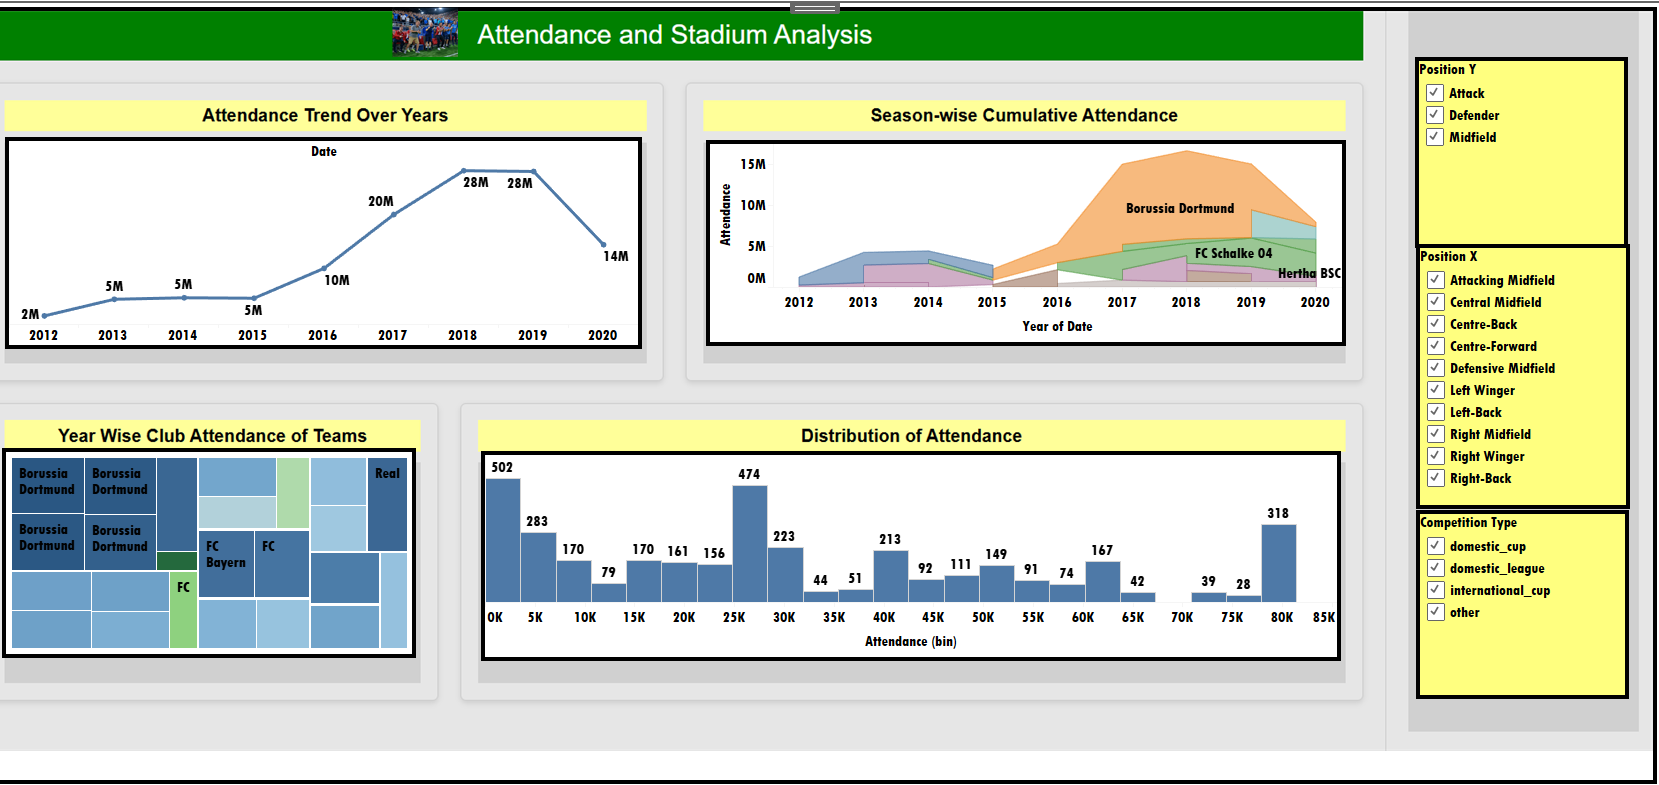 Attendance and Stadium Analysis
Attendance Trend Over Years
Date
2M
5M
5M
5M
10M
20M
28M
28M
14M
2012 2013 2014 2015 2016 2017 2018 2019 2020
Season-wise Cumulative Attendance
Attendance
15M
10M
5M
0M
Borussia Dortmund
FC Schalke 04
Hertha BSC
2012 2013 2014 2015 2016 2017 2018 2019 2020
Year of Date
Year Wise Club Attendance of Teams
Borussia
Dortmund
Borussia
Dortmund
Borussia
Dortmund
Borussia
Dortmund
FC
FC
Bayern
FC
Real
Distribution of Attendance
502 283 170 79 170 161 156 474 223 44 51 213 92 111 149 91 74 167 42 39 28 318
0K 5K 10K 15K 25K 20K 25K 30K 35K 40K 45K 50K 55K 60K 65K 70K 75K 80K 85K
Attendance (bin)
Position Y
Attack
Defender
Midfield
Position X
Attacking Midfield
Central Midfield
Centre-Back
Centre-Forward
Defensive Midfield
Left Winger
Left-Back
Right Midfield
Right Winger
Right-Back
Competition Type
domestic_cup
domestic_league
international_cup
other